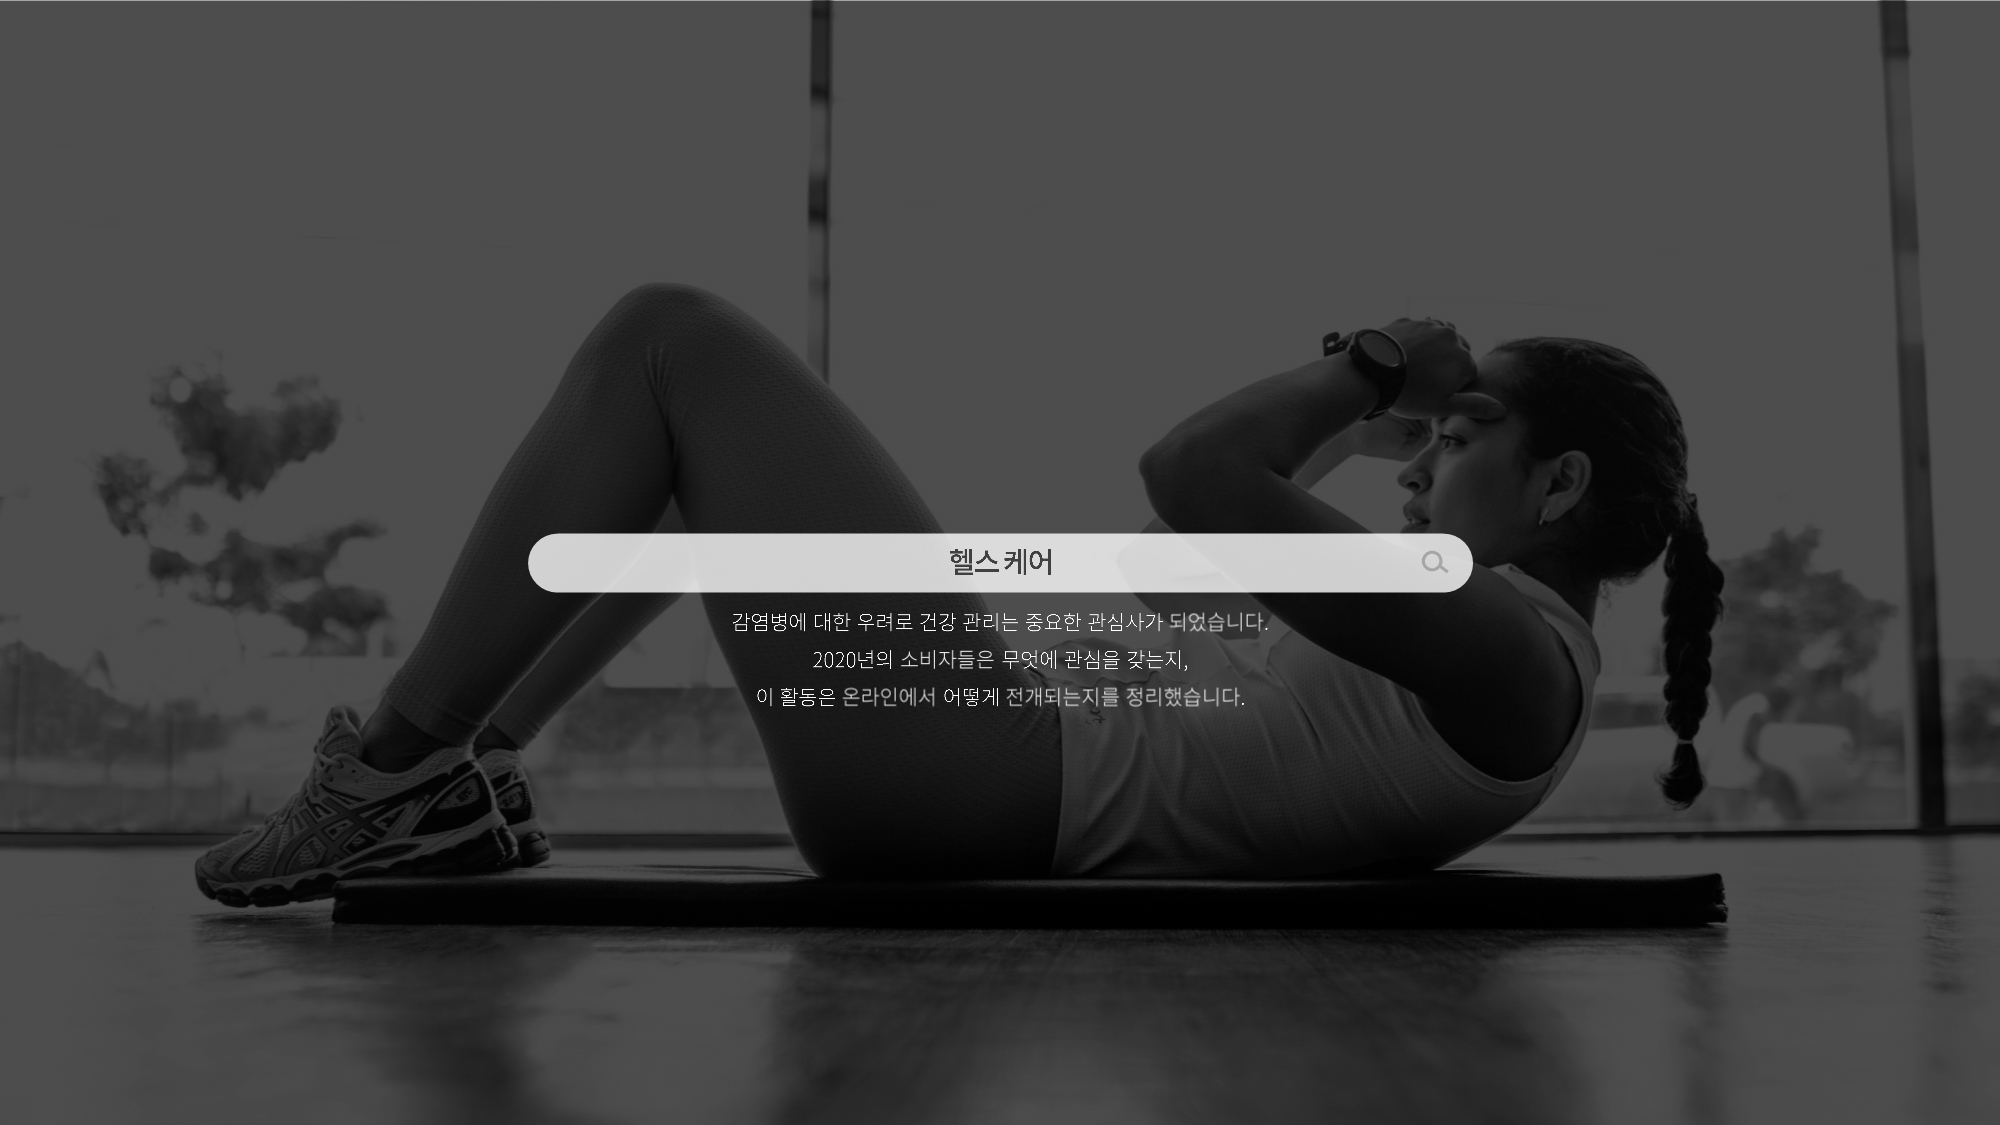 헬스 케어
감염병에 대한 우려로 건강 관리는 중요한 관심사가 되었습니다.
2020년의 소비자들은 무엇에 관심을 갖는지,
이 활동은 온라인에서 어떻게 전개되는지를 정리했습니다.